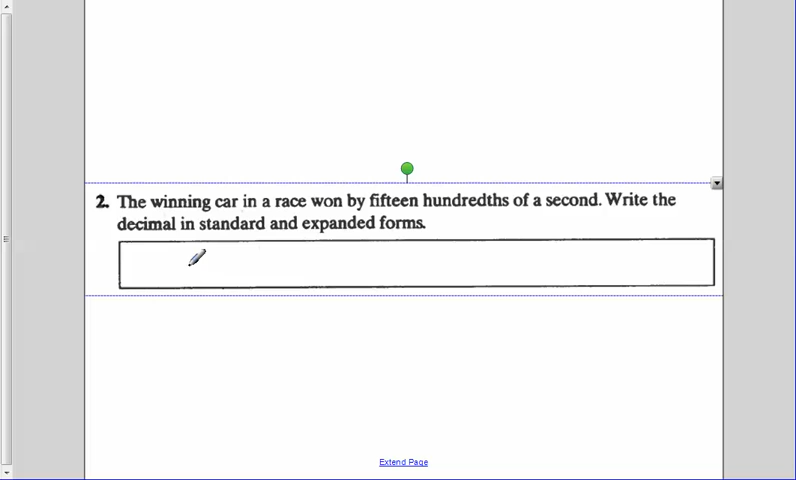 2. The winning car in a race won by fifteen hundredths of a second. Write the
decimal in standard and expanded forms.
Extend Page